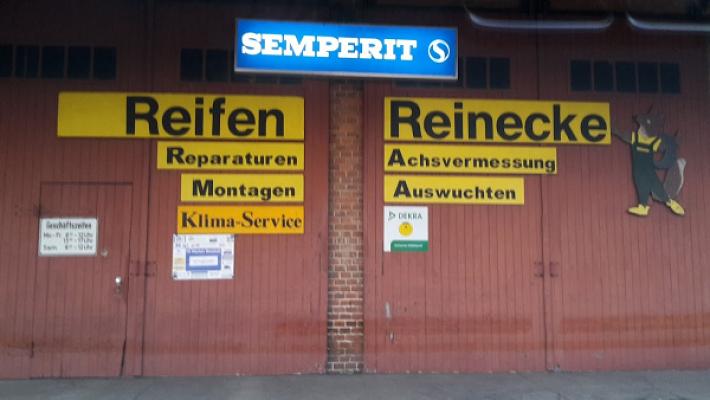 SEMPERIT
Reifen Reinecke
Reparaturen Achsvermessung
Montagen Auswuchten
Klima-Service
DEKRA
Geschäftszeiten